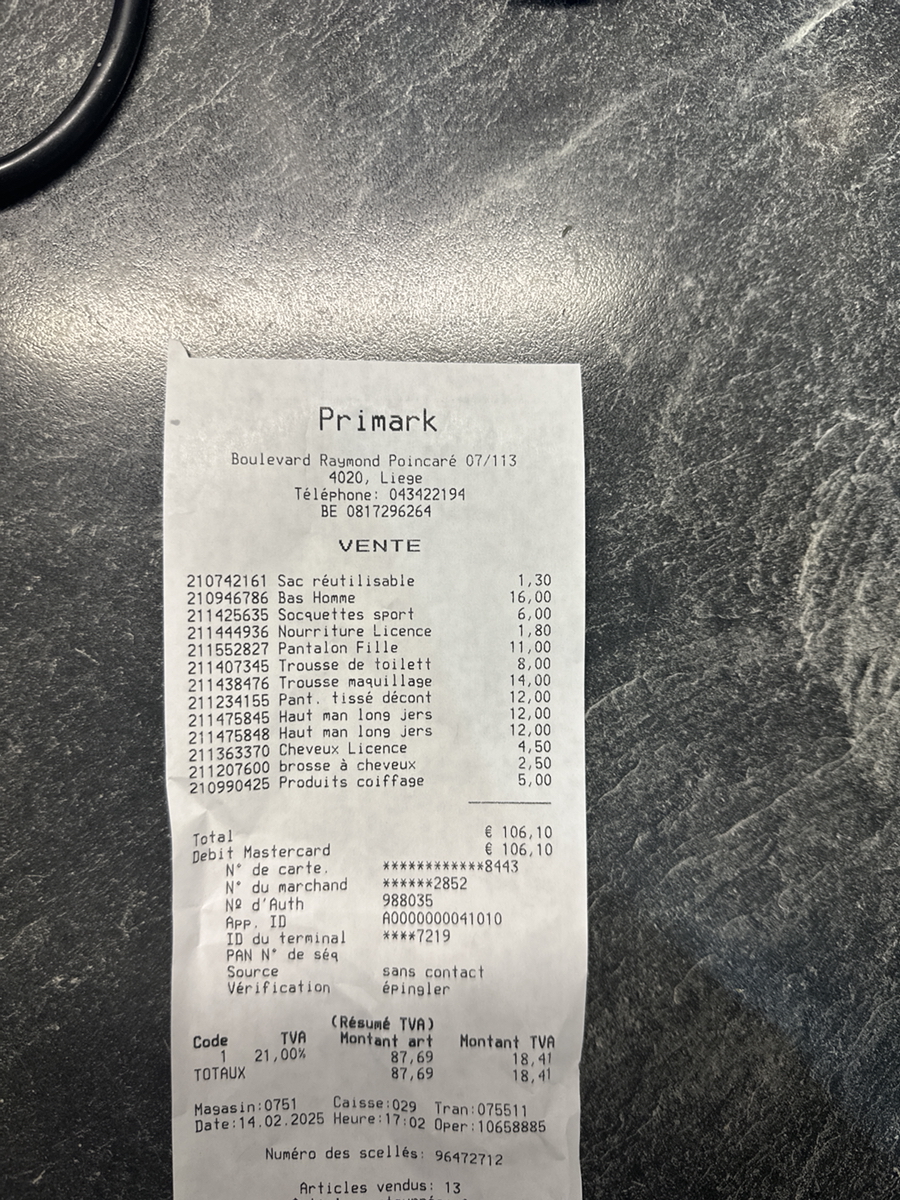 Primark
Boulevard Raymond Poincaré 07/113
4020, Liege
Téléphone: 043422194
BE 0817296264
VENTE
210742161 Sac réutilisable 1,30
210946786 Bas Homme 16,00
211425635 Socquettes sport 6,00
211444936 Nourriture Licence 1,80
211552827 Pantalon Fille 11,00
211407345 Trousse de toilett 8,00
211438476 Trousse maquillage 14,00
211234155 Pant. tissé décont 12,00
211475845 Haut man long jers 12,00
211475848 Haut man long jers 12,00
211363370 Cheveux Licence 4,50
211207600 brosse à cheveux 2,50
210990425 Produits coiffage 5,00
Total € 106,10
Debit Mastercard € 106,10
N° de carte. ************8443
N° du marchand ******2852
Nº d'Auth 988035
App. ID A0000000041010
ID du terminal ****7219
PAN N° de séq
Source sans contact
Vérification épingler
(Résumé TVA)
Code TVA Montant art Montant TVA
1 21,00% 87,69 18,41
TOTAUX 87,69 18,41
Magasin:0751 Caisse:029 Tran:075511
Date:14.02.2025 Heure:17:02 Oper:10658885
Numéro des scellés: 96472712
Articles vendus: 13